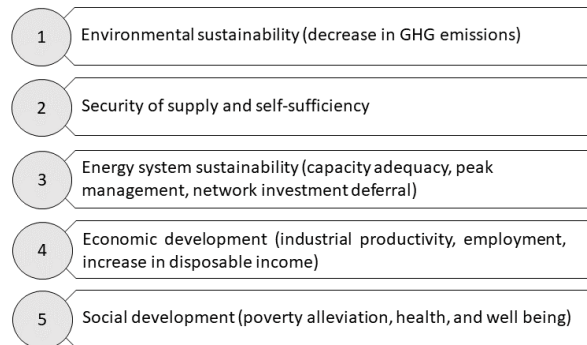 1 Environmental sustainability (decrease in GHG emissions)
2 Security of supply and self-sufficiency
3 Energy system sustainability (capacity adequacy, peak
management, network investment deferral)
4 Economic development (industrial productivity, employment,
increase in disposable income)
5 Social development (poverty alleviation, health, and well being)